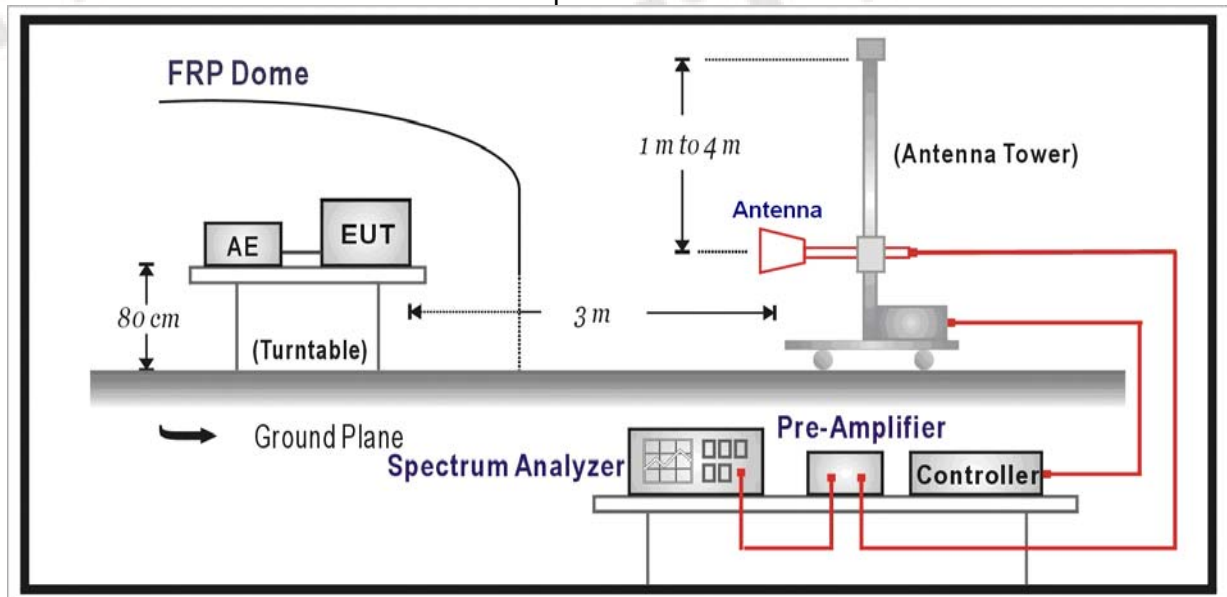 FRP Dome
1 m to 4 m
(Antenna Tower)
Antenna
AE
EUT
80 cm
3 m
(Turntable)
Ground Plane
Pre-Amplifier
Spectrum Analyzer
Controller